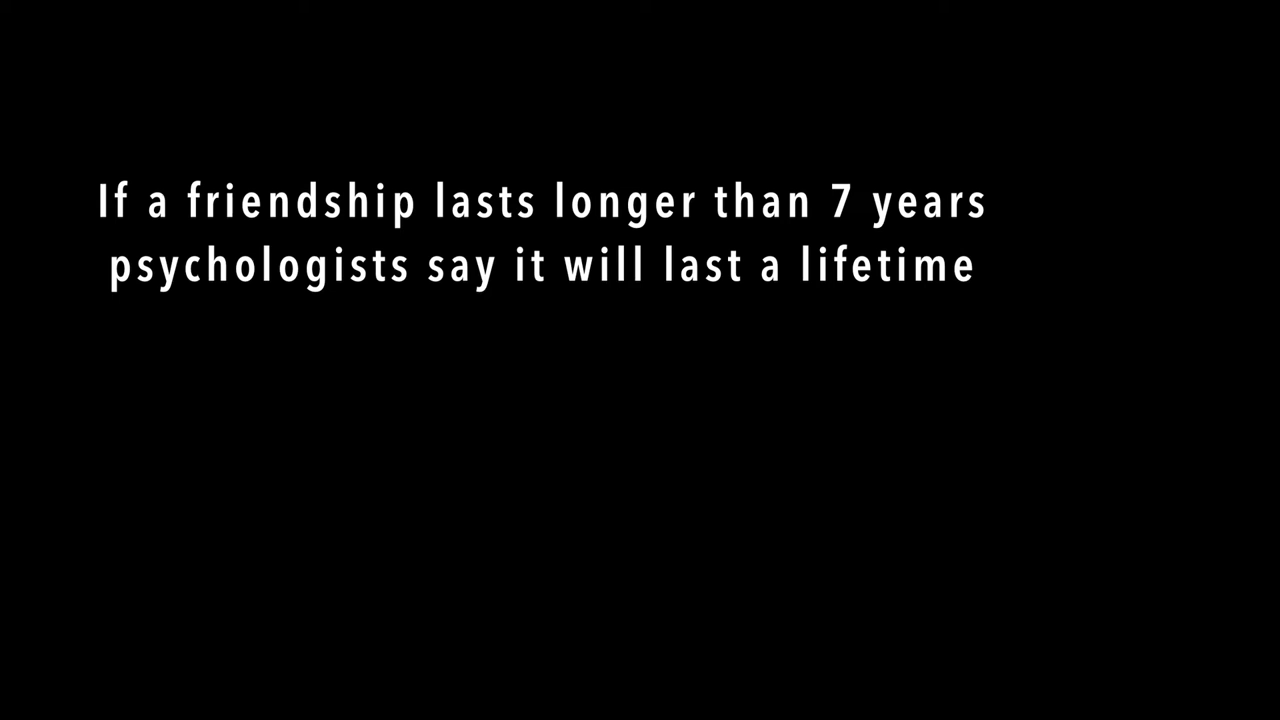 If a friendship lasts longer than 7 years
psychologists say it will last a lifetime